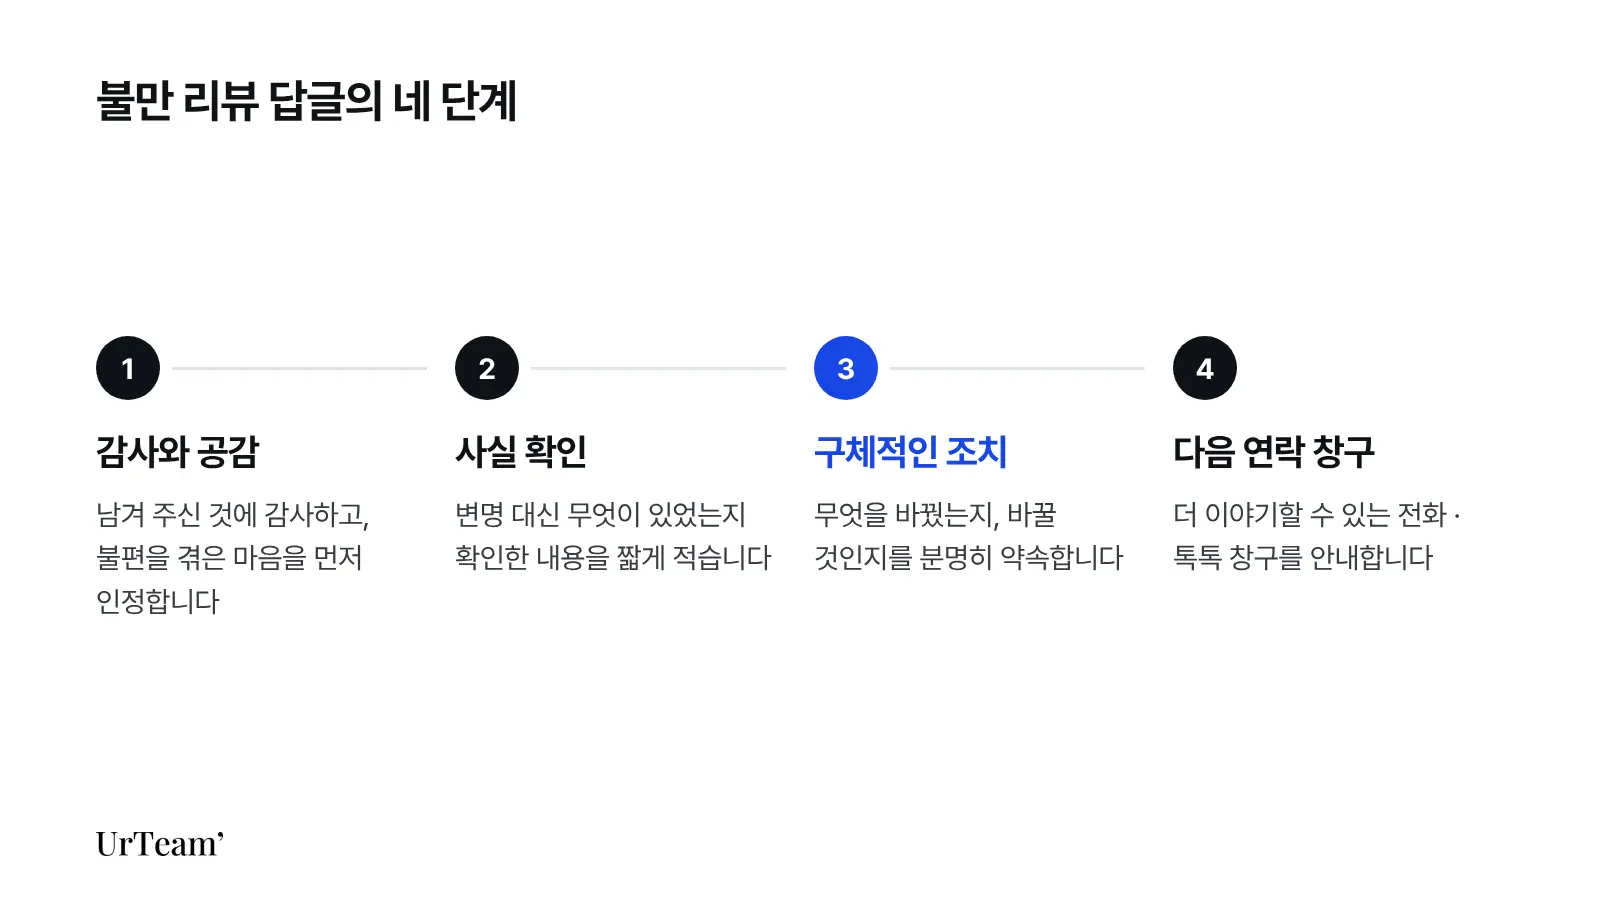 불만 리뷰 답글의 네 단계
1
감사와 공감
남겨 주신 것에 감사하고,
불편을 겪은 마음을 먼저
인정합니다
2
사실 확인
변명 대신 무엇이 있었는지
확인한 내용을 짧게 적습니다
3
구체적인 조치
무엇을 바꿨는지, 바꿀
것인지를 분명히 약속합니다
4
다음 연락 창구
더 이야기할 수 있는 전화 ·
톡톡 창구를 안내합니다
UrTeam’